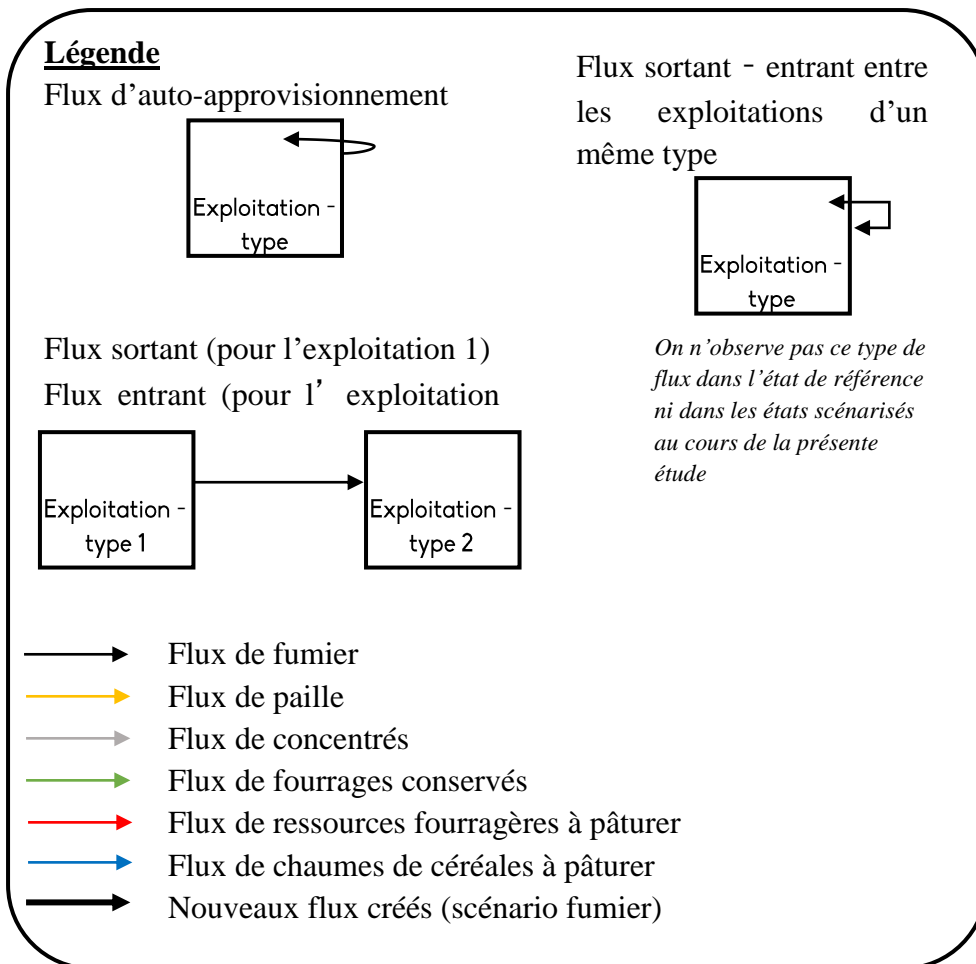 Légende
Flux d’auto-approvisionnement
Exploitation -
type
Flux sortant - entrant entre
les exploitations d’un
même type
Exploitation -
type
On n’observe pas ce type de
flux dans l’état de référence
ni dans les états scénarisés
au cours de la présente
étude
Flux sortant (pour l’exploitation 1)
Flux entrant (pour l’ exploitation
Exploitation -
type 1
Exploitation -
type 2
Flux de fumier
Flux de paille
Flux de concentrés
Flux de fourrages conservés
Flux de ressources fourragères à pâturer
Flux de chaumes de céréales à pâturer
Nouveaux flux créés (scénario fumier)